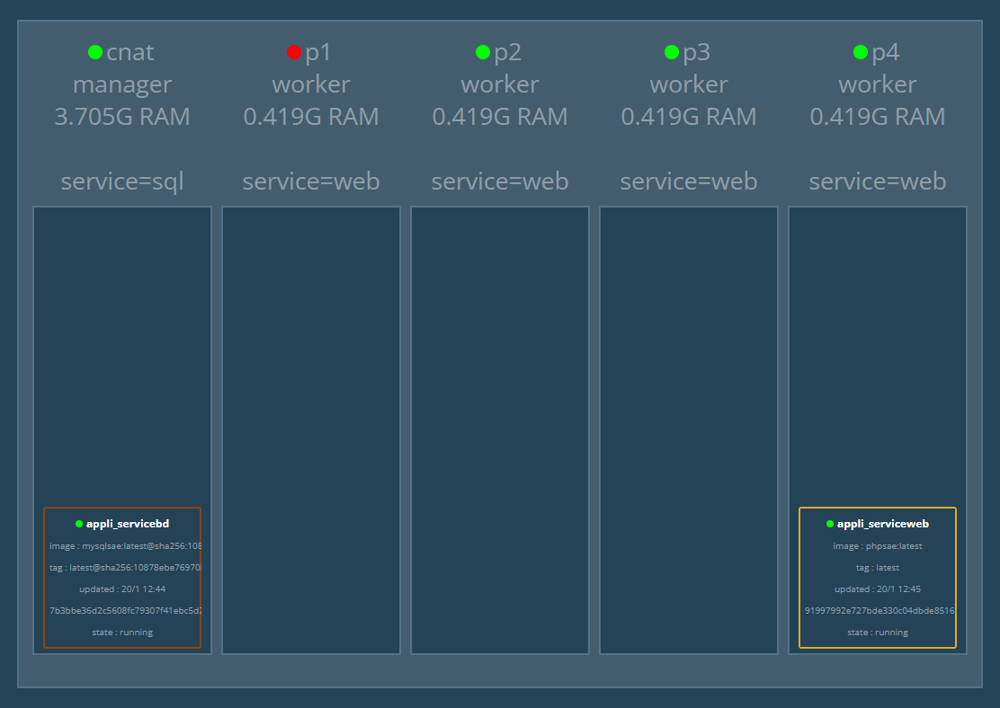 cnat
manager
3.705G RAM
service=sql
p1
worker
0.419G RAM
service=web
p2
worker
0.419G RAM
service=web
p3
worker
0.419G RAM
service=web
p4
worker
0.419G RAM
service=web
appli_servicebd
image : mysqlsae:latest@sha256:108
tag : latest@sha256:10878ebe76970
updated : 20/1 12:44
7b3bbe36d2c5608fc79307f41ebc5d2
state : running
appli_serviceweb
image : phpsae:latest
tag : latest
updated : 20/1 12:45
91997992e727bde330c04dbde8516
state : running